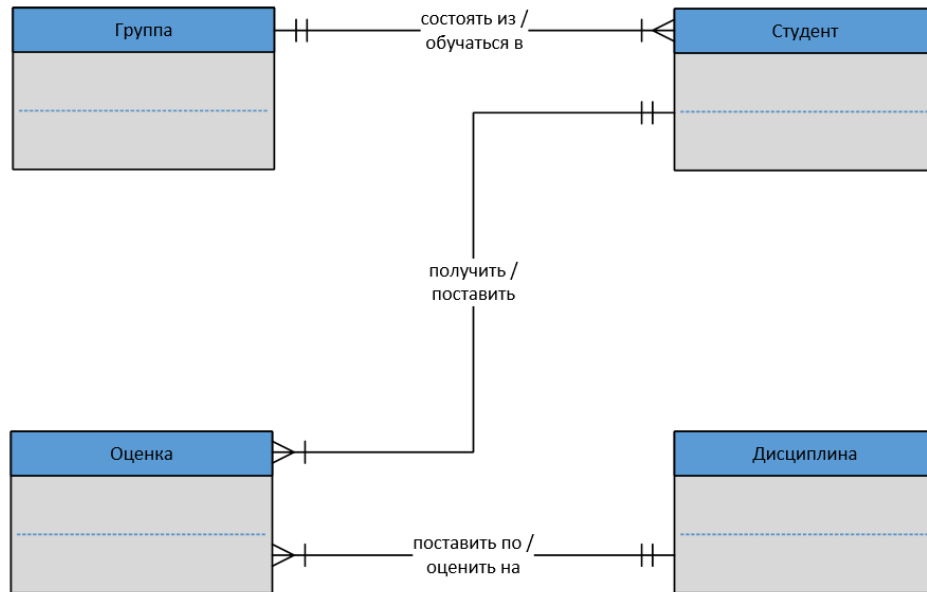 Группа
состоять из /
обучаться в
Студент
получить /
поставить
Оценка
Дисциплина
поставить по /
оценить на